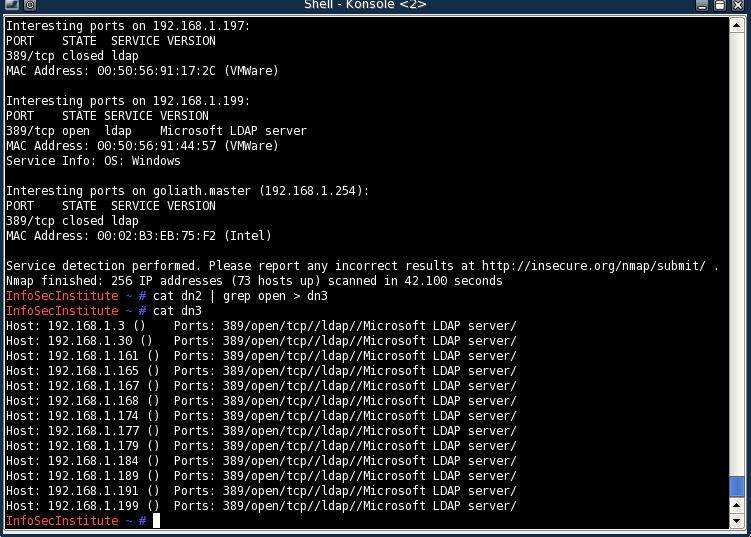 Shell - Konsole <2>
Interesting ports on 192.168.1.197:
PORT    STATE  SERVICE VERSION
389/tcp closed ldap
MAC Address: 00:50:56:91:17:2C (VMWare)
Interesting ports on 192.168.1.199:
PORT    STATE SERVICE VERSION
389/tcp open  ldap    Microsoft LDAP server
MAC Address: 00:50:56:91:44:57 (VMWare)
Service Info: OS: Windows
Interesting ports on goliath.master (192.168.1.254):
PORT    STATE  SERVICE VERSION
389/tcp closed ldap
MAC Address: 00:02:B3:EB:75:F2 (Intel)
Service detection performed. Please report any incorrect results at http://insecure.org/nmap/submit/ .
Nmap finished: 256 IP addresses (73 hosts up) scanned in 42.100 seconds
InfoSecInstitute ~ # cat dn2 | grep open > dn3
InfoSecInstitute ~ # cat dn3
Host: 192.168.1.3 ()    Ports: 389/open/tcp//ldap//Microsoft LDAP server/
Host: 192.168.1.30 ()   Ports: 389/open/tcp//ldap//Microsoft LDAP server/
Host: 192.168.1.161 ()  Ports: 389/open/tcp//ldap//Microsoft LDAP server/
Host: 192.168.1.165 ()  Ports: 389/open/tcp//ldap//Microsoft LDAP server/
Host: 192.168.1.167 ()  Ports: 389/open/tcp//ldap//Microsoft LDAP server/
Host: 192.168.1.168 ()  Ports: 389/open/tcp//ldap//Microsoft LDAP server/
Host: 192.168.1.174 ()  Ports: 389/open/tcp//ldap//Microsoft LDAP server/
Host: 192.168.1.177 ()  Ports: 389/open/tcp//ldap//Microsoft LDAP server/
Host: 192.168.1.179 ()  Ports: 389/open/tcp//ldap//Microsoft LDAP server/
Host: 192.168.1.184 ()  Ports: 389/open/tcp//ldap//Microsoft LDAP server/
Host: 192.168.1.189 ()  Ports: 389/open/tcp//ldap//Microsoft LDAP server/
Host: 192.168.1.191 ()  Ports: 389/open/tcp//ldap//Microsoft LDAP server/
Host: 192.168.1.199 ()  Ports: 389/open/tcp//ldap//Microsoft LDAP server/
InfoSecInstitute ~ #